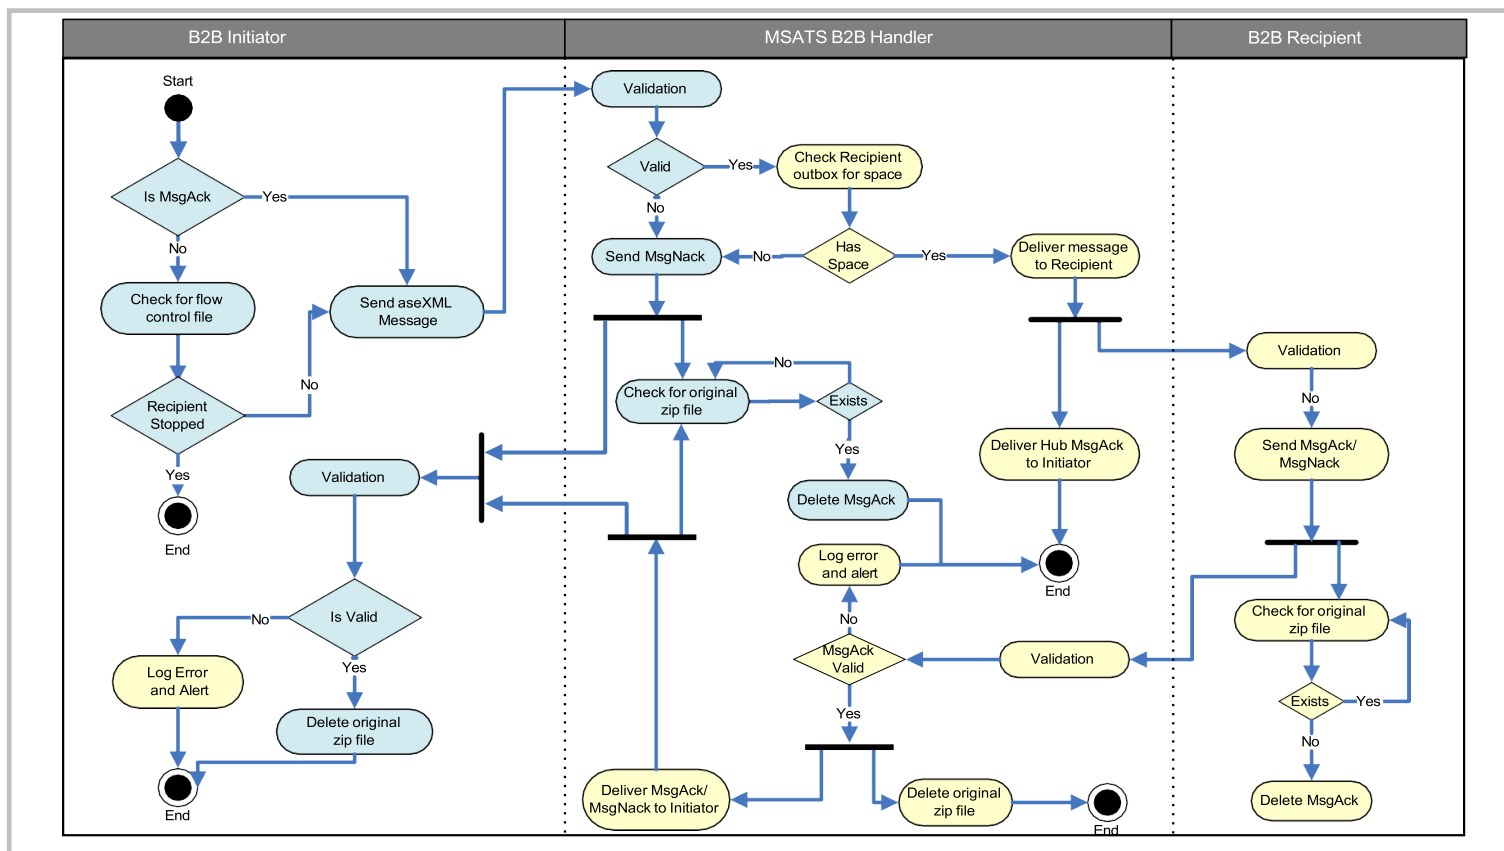 B2B Initiator
MSATS B2B Handler
B2B Recipient
Start
Is MsgAck
Yes
No
Check for flow
control file
Send aseXML
Message
No
Recipient
Stopped
Yes
End
Validation
Is Valid
No
Yes
Log Error
and Alert
Delete original
zip file
End
Validation
Valid
Yes
Check Recipient
outbox for space
No
Send MsgNack
No
Has
Space
Yes
Deliver message
to Recipient
No
Check for original
zip file
Exists
Yes
Delete MsgAck
Deliver Hub MsgAck
to Initiator
Log error
and alert
End
No
MsgAck
Valid
Validation
Yes
Deliver MsgAck/
MsgNack to Initiator
Delete original
zip file
End
Validation
No
Send MsgAck/
MsgNack
Check for original
zip file
Exists
Yes
No
Delete MsgAck